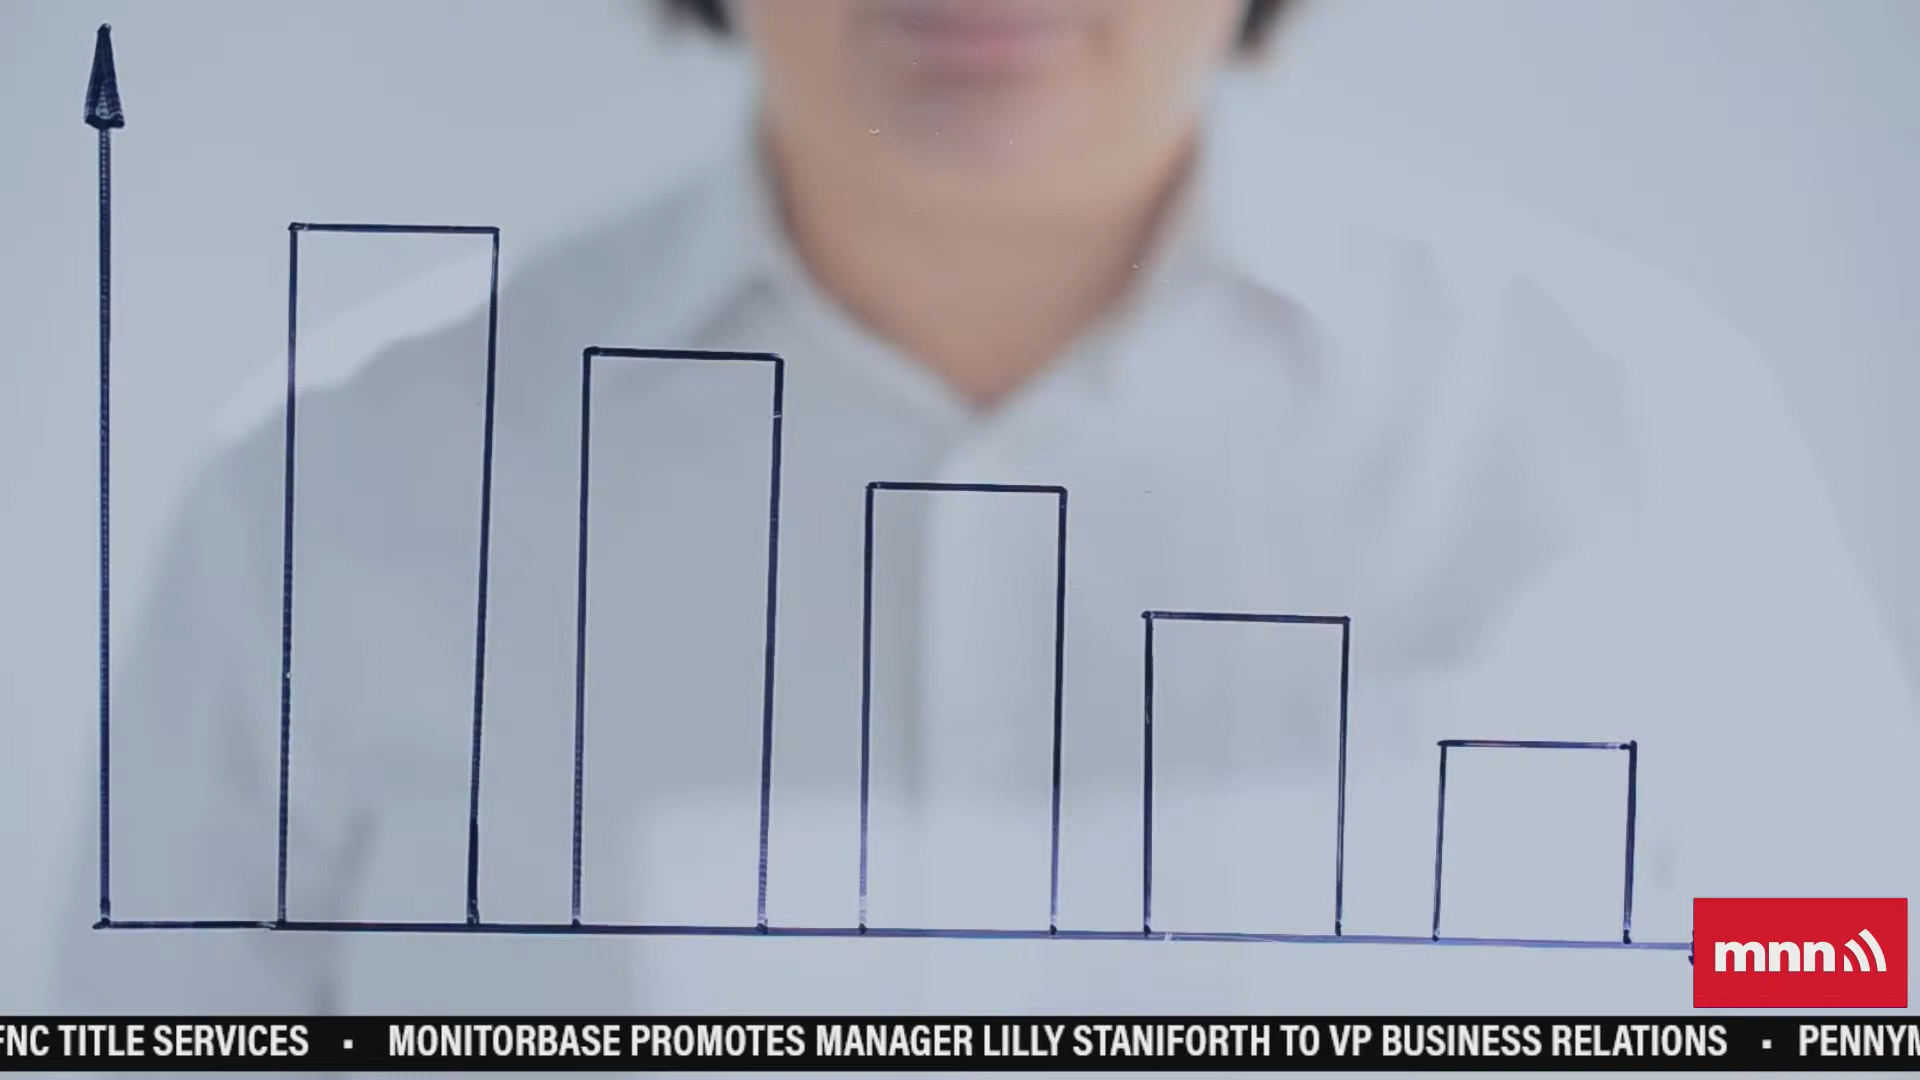 mnn
FNC TITLE SERVICES · MONITORBASE PROMOTES MANAGER LILLY STANIFORTH TO VP BUSINESS RELATIONS · PENNYM